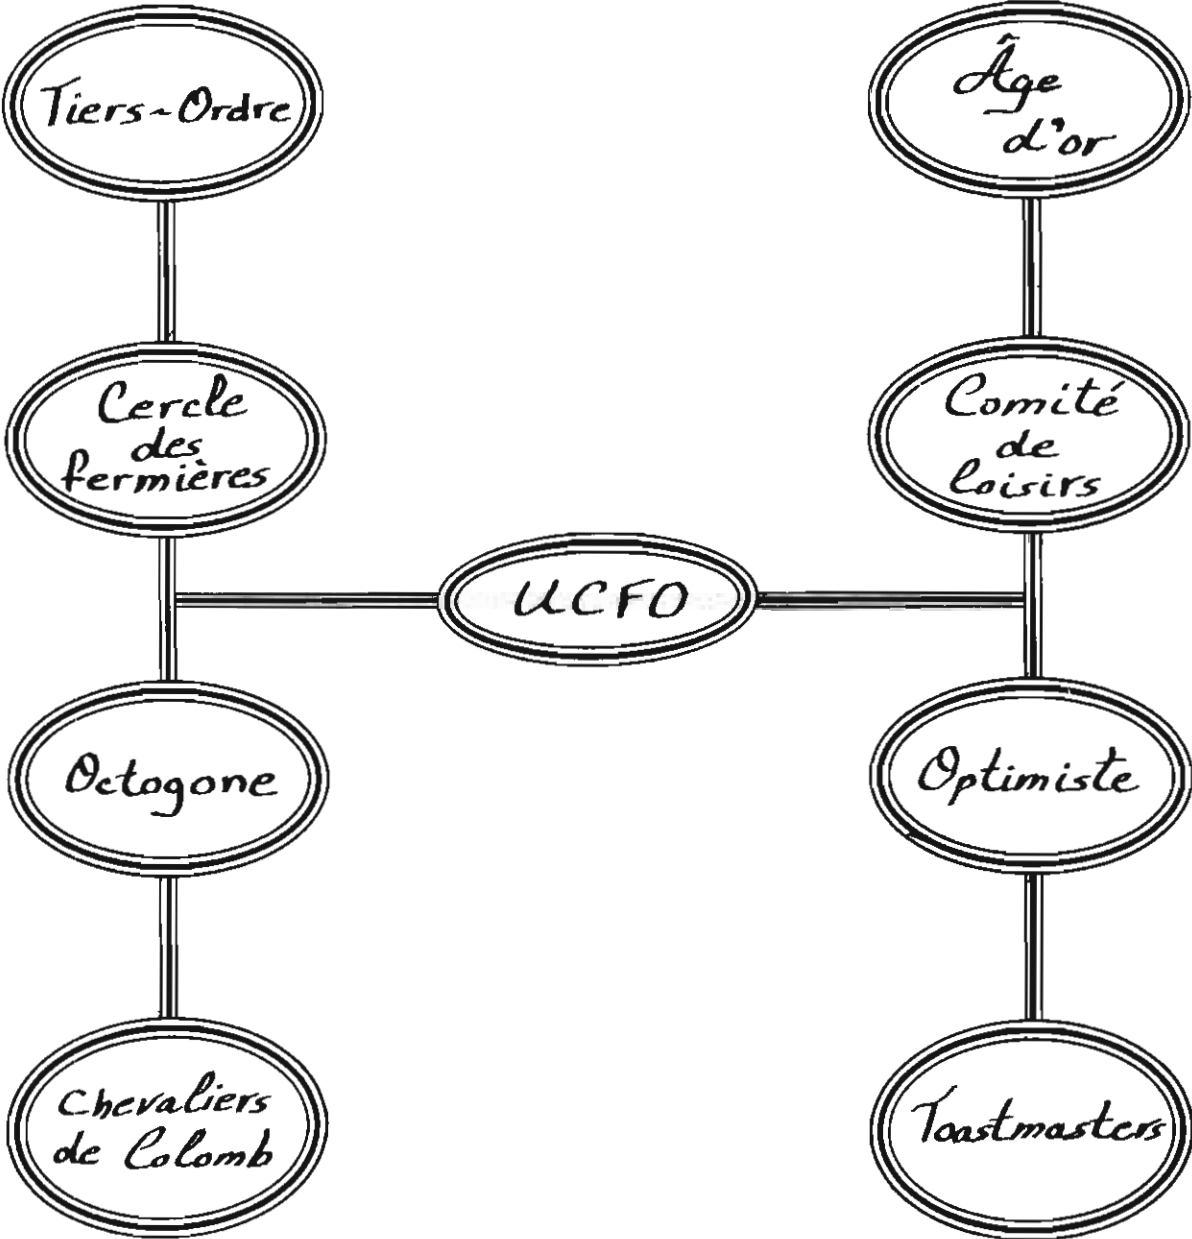 Tiers-Ordre
Cercle
des
fermières
Octogone
Chevaliers
de Colomb
UCFO
Âge
d'or
Comité
de
loisirs
Optimiste
Toastmasters